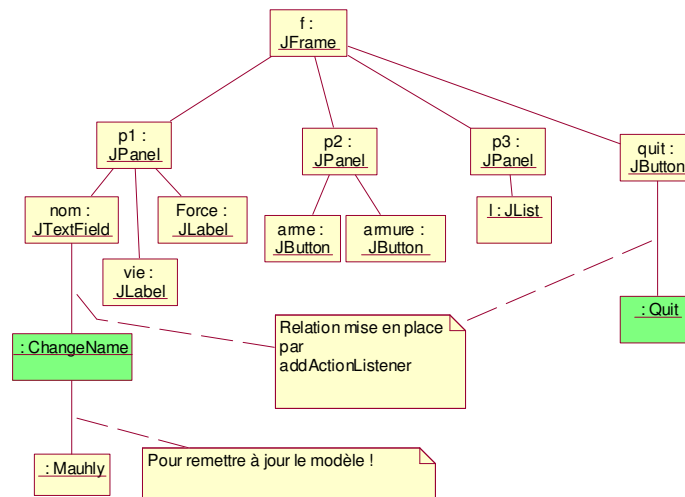 f :
JFrame
p1 :
JPanel
p2 :
JPanel
p3 :
JPanel
quit :
JButton
nom :
JTextField
Force :
JLabel
arme :
JButton
armure :
JButton
l : JList
vie :
JLabel
: ChangeName
Relation mise en place
par
addActionListener
: Quit
: Mauhly
Pour remettre à jour le modèle !